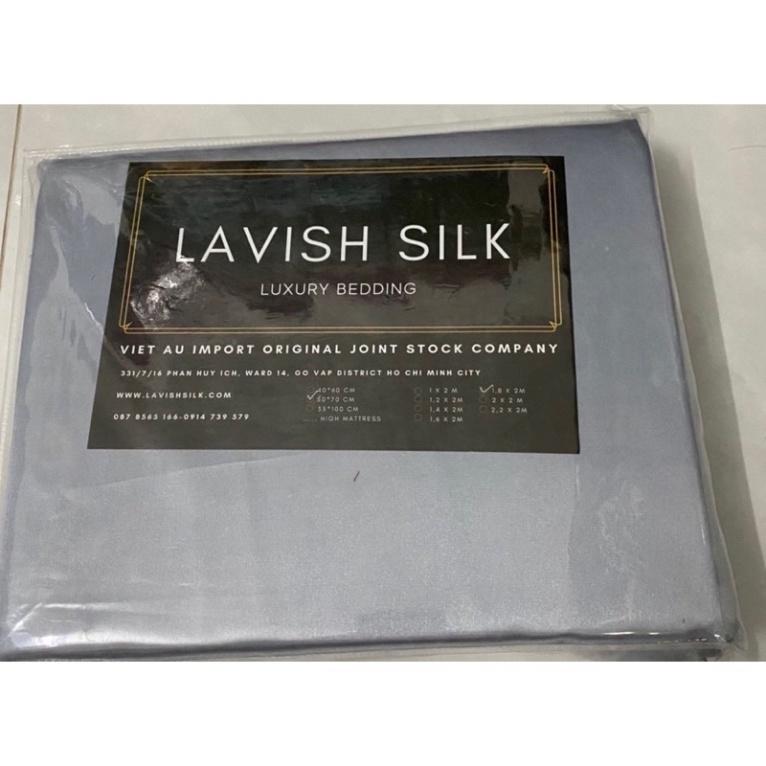 LAVISH SILK
LUXURY BEDDING
VIET AU IMPORT ORIGINAL JOINT STOCK COMPANY
331/7/16 PHAN HUY ICH, WARD 14, GO VAP DISTRICT HO CHI MINH CITY
WWW.LAVISHSILK.COM
087 8565 166-0914 739 579
40*60 CM
50*70 CM
35*100 CM
.... HIGH MATTRESS
1 X 2 M
1,2 X 2M
1,4 X 2M
1,6 X 2M
1,8 X 2M
2 X 2 M
2,2 X 2M